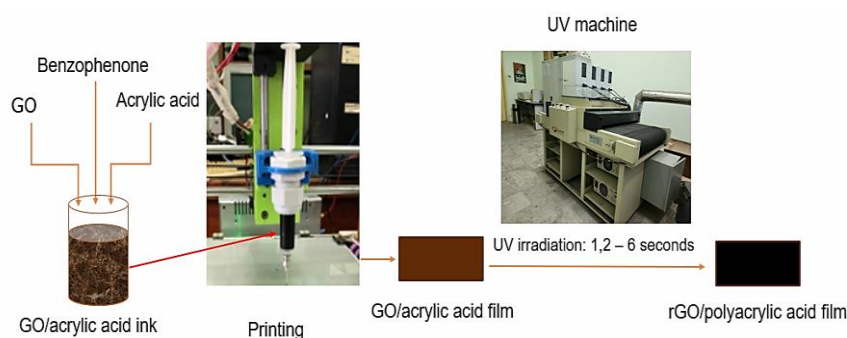 UV machine
Benzophenone
GO
Acrylic acid
UV irradiation: 1,2 – 6 seconds
GO/acrylic acid ink
Printing
GO/acrylic acid film
rGO/polyacrylic acid film